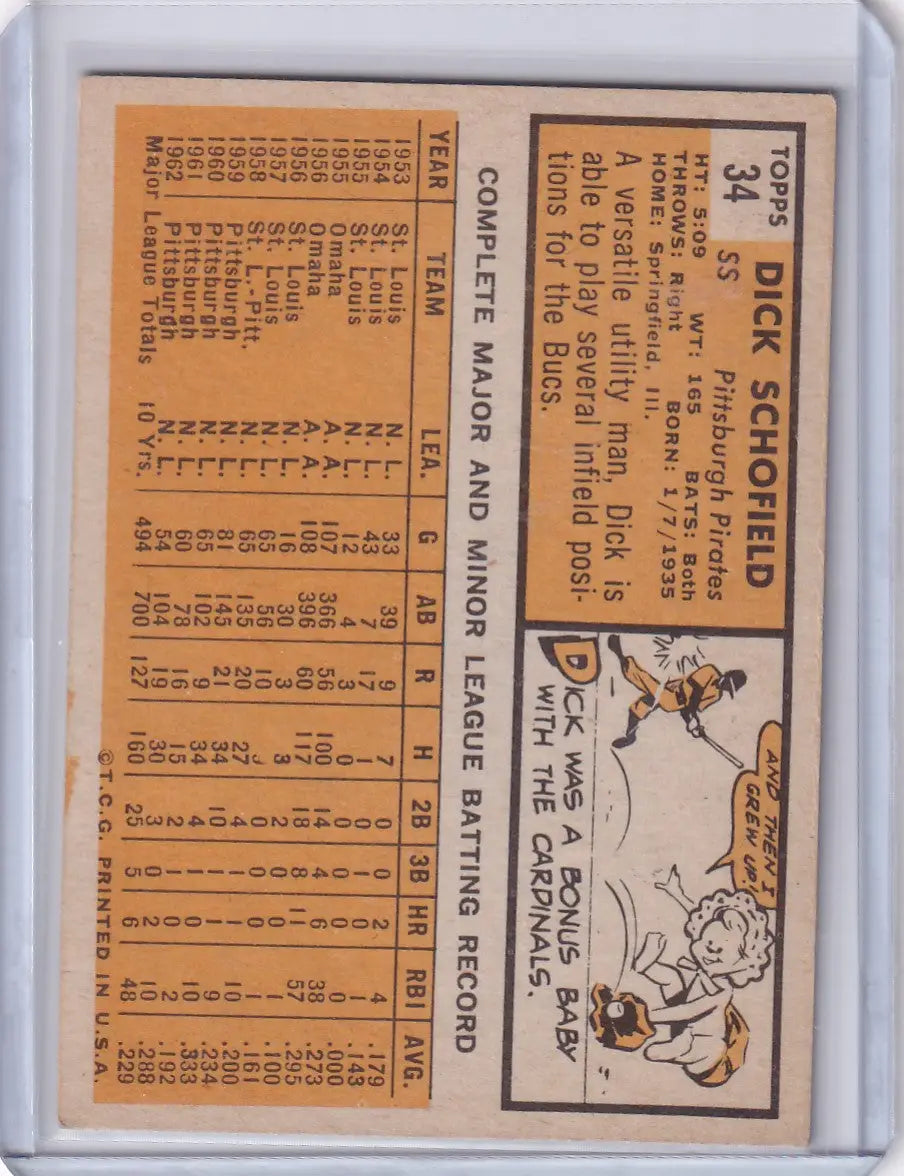 TOPPS
34
DICK SCHOFIELD
SS Pittsburgh Pirates
HT: 5:09 WT: 165 BATS: Both
THROWS: Right BORN: 1/7/1935
HOME: Springfield, Ill.
A versatile utility man, Dick is
able to play several infield posi-
tions for the Bucs.
AND THEN I
GREW UP!
DICK WAS A BONUS BABY
WITH THE CARDINALS.
COMPLETE MAJOR AND MINOR LEAGUE BATTING RECORD
YEAR TEAM LEA. G AB R H 2B 3B HR RBI AVG.
1953 St. Louis N. L. 33 39 9 7 0 0 2 4 .179
1954 St. Louis N. L. 43 7 17 1 0 1 0 1 .143
1955 St. Louis N. L. 12 4 3 0 0 0 0 0 .000
1955 Omaha A. A. 107 366 56 100 14 4 6 38 .273
1956 Omaha A. A. 108 396 60 117 18 8 11 57 .295
1956 St. Louis N. L. 16 30 3 3 2 0 0 1 .100
1957 St. Louis N. L. 65 56 10 0 0 0 1 .161
1958 St. L.-Pitt. N. L. 65 135 20 27 4 1 1 10 .200
1959 Pittsburgh N. L. 81 145 21 34 10 1 1 9 .234
1960 Pittsburgh N. L. 65 102 9 34 4 1 0 10 .333
1961 Pittsburgh N. L. 60 78 16 15 2 1 0 2 .192
1962 Pittsburgh N. L. 54 104 19 30 3 0 2 10 .288
Major League Totals 10 Yrs. 494 700 127 160 25 5 6 48 .229
©T.C.G. PRINTED IN U.S.A.